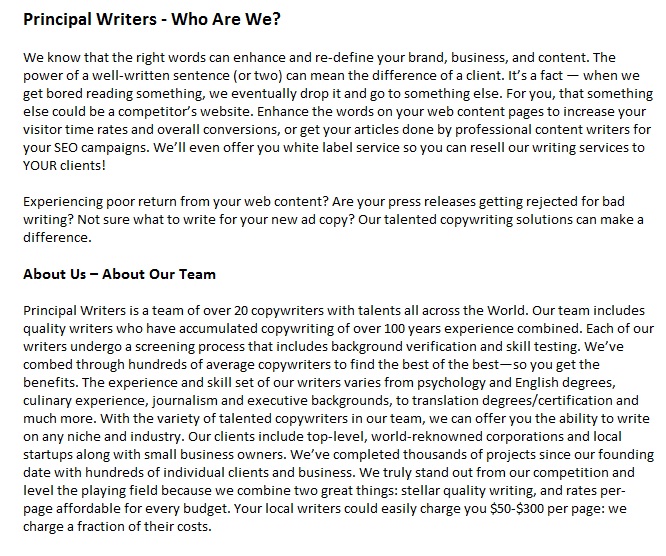 Principal Writers - Who Are We?
We know that the right words can enhance and re-define your brand, business, and content. The
power of a well-written sentence (or two) can mean the difference of a client. It's a fact — when we
get bored reading something, we eventually drop it and go to something else. For you, that something
else could be a competitor's website. Enhance the words on your web content pages to increase your
visitor time rates and overall conversions, or get your articles done by professional content writers for
your SEO campaigns. We'll even offer you white label service so you can resell our writing services to
YOUR clients!
Experiencing poor return from your web content? Are your press releases getting rejected for bad
writing? Not sure what to write for your new ad copy? Our talented copywriting solutions can make a
difference.
About Us – About Our Team
Principal Writers is a team of over 20 copywriters with talents all across the World. Our team includes
quality writers who have accumulated copywriting of over 100 years experience combined. Each of our
writers undergo a screening process that includes background verification and skill testing. We've
combed through hundreds of average copywriters to find the best of the best—so you get the
benefits. The experience and skill set of our writers varies from psychology and English degrees,
culinary experience, journalism and executive backgrounds, to translation degrees/certification and
much more. With the variety of talented copywriters in our team, we can offer you the ability to write
on any niche and industry. Our clients include top-level, world-reknowned corporations and local
startups along with small business owners. We've completed thousands of projects since our founding
date with hundreds of individual clients and business. We truly stand out from our competition and
level the playing field because we combine two great things: stellar quality writing, and rates per-
page affordable for every budget. Your local writers could easily charge you $50-$300 per page: we
charge a fraction of their costs.